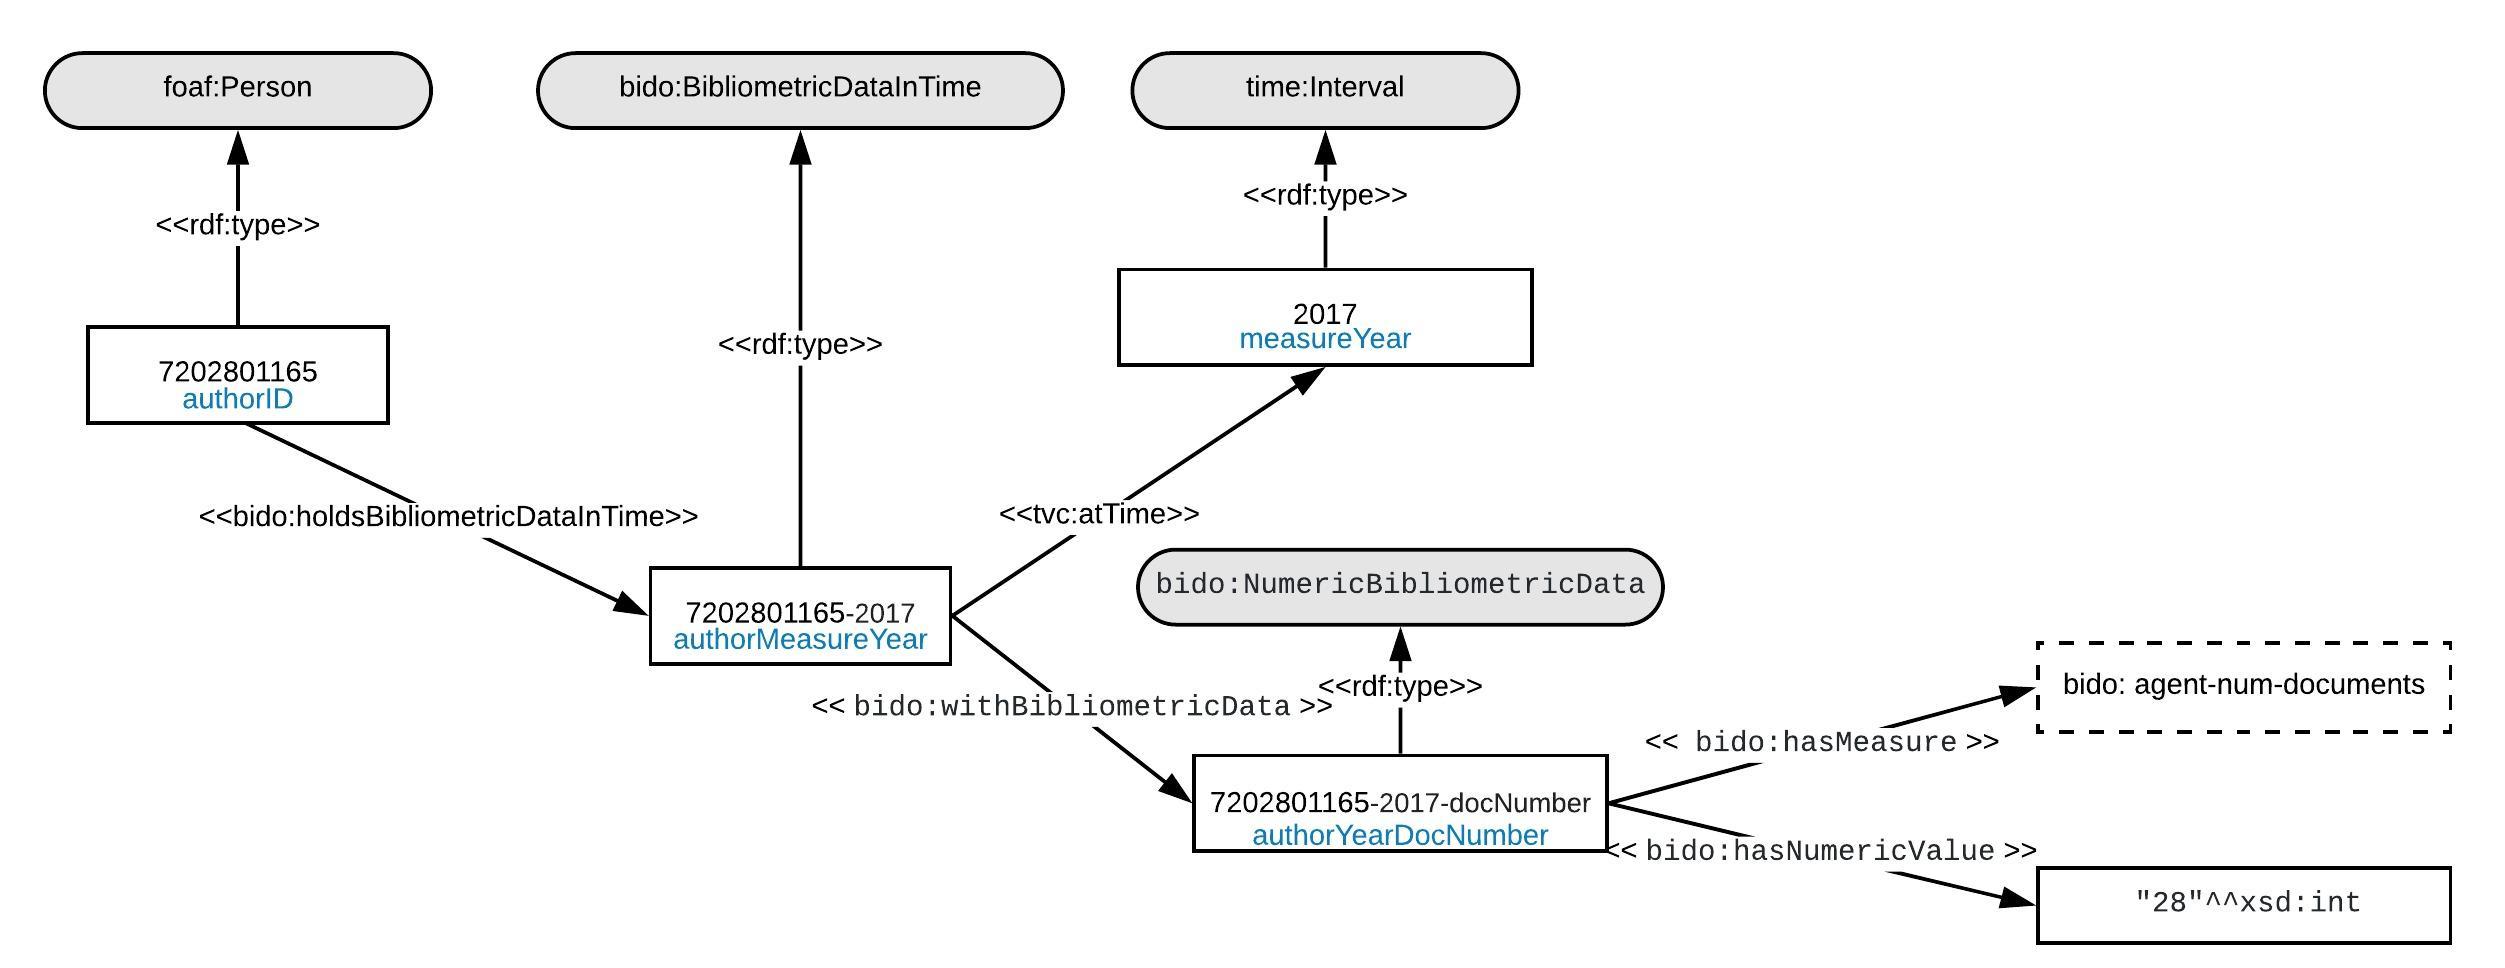 foaf:Person
bido:BibliometricDataInTime
time:Interval
<<rdf:type>>
<<rdf:type>>
2017
measureYear
<<rdf:type>>
7202801165
authorID
<<bido:holdsBibliometricDataInTime>>
<<tvc:atTime>>
bido:NumericBibliometricData
7202801165-2017
authorMeasureYear
<<rdf:type>>
bido: agent-num-documents
<< bido:withBibliometricData >>
<< bido:hasMeasure >>
7202801165-2017-docNumber
authorYearDocNumber
<< bido:hasNumericValue >>
"28"^^xsd:int